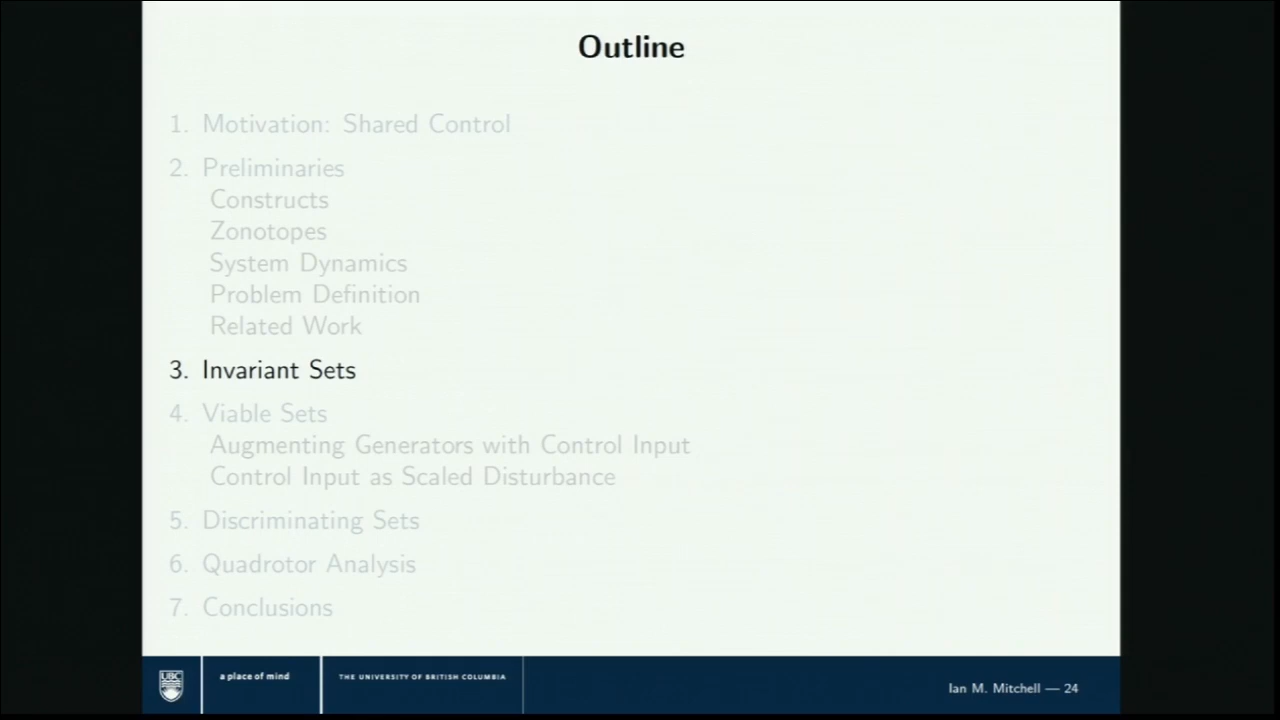 Outline
1. Motivation: Shared Control
2. Preliminaries
Constructs
Zonotopes
System Dynamics
Problem Definition
Related Work
3. Invariant Sets
4. Viable Sets
Augmenting Generators with Control Input
Control Input as Scaled Disturbance
5. Discriminating Sets
6. Quadrotor Analysis
7. Conclusions
UBC
a place of mind
THE UNIVERSITY OF BRITISH COLUMBIA
Ian M. Mitchell — 24